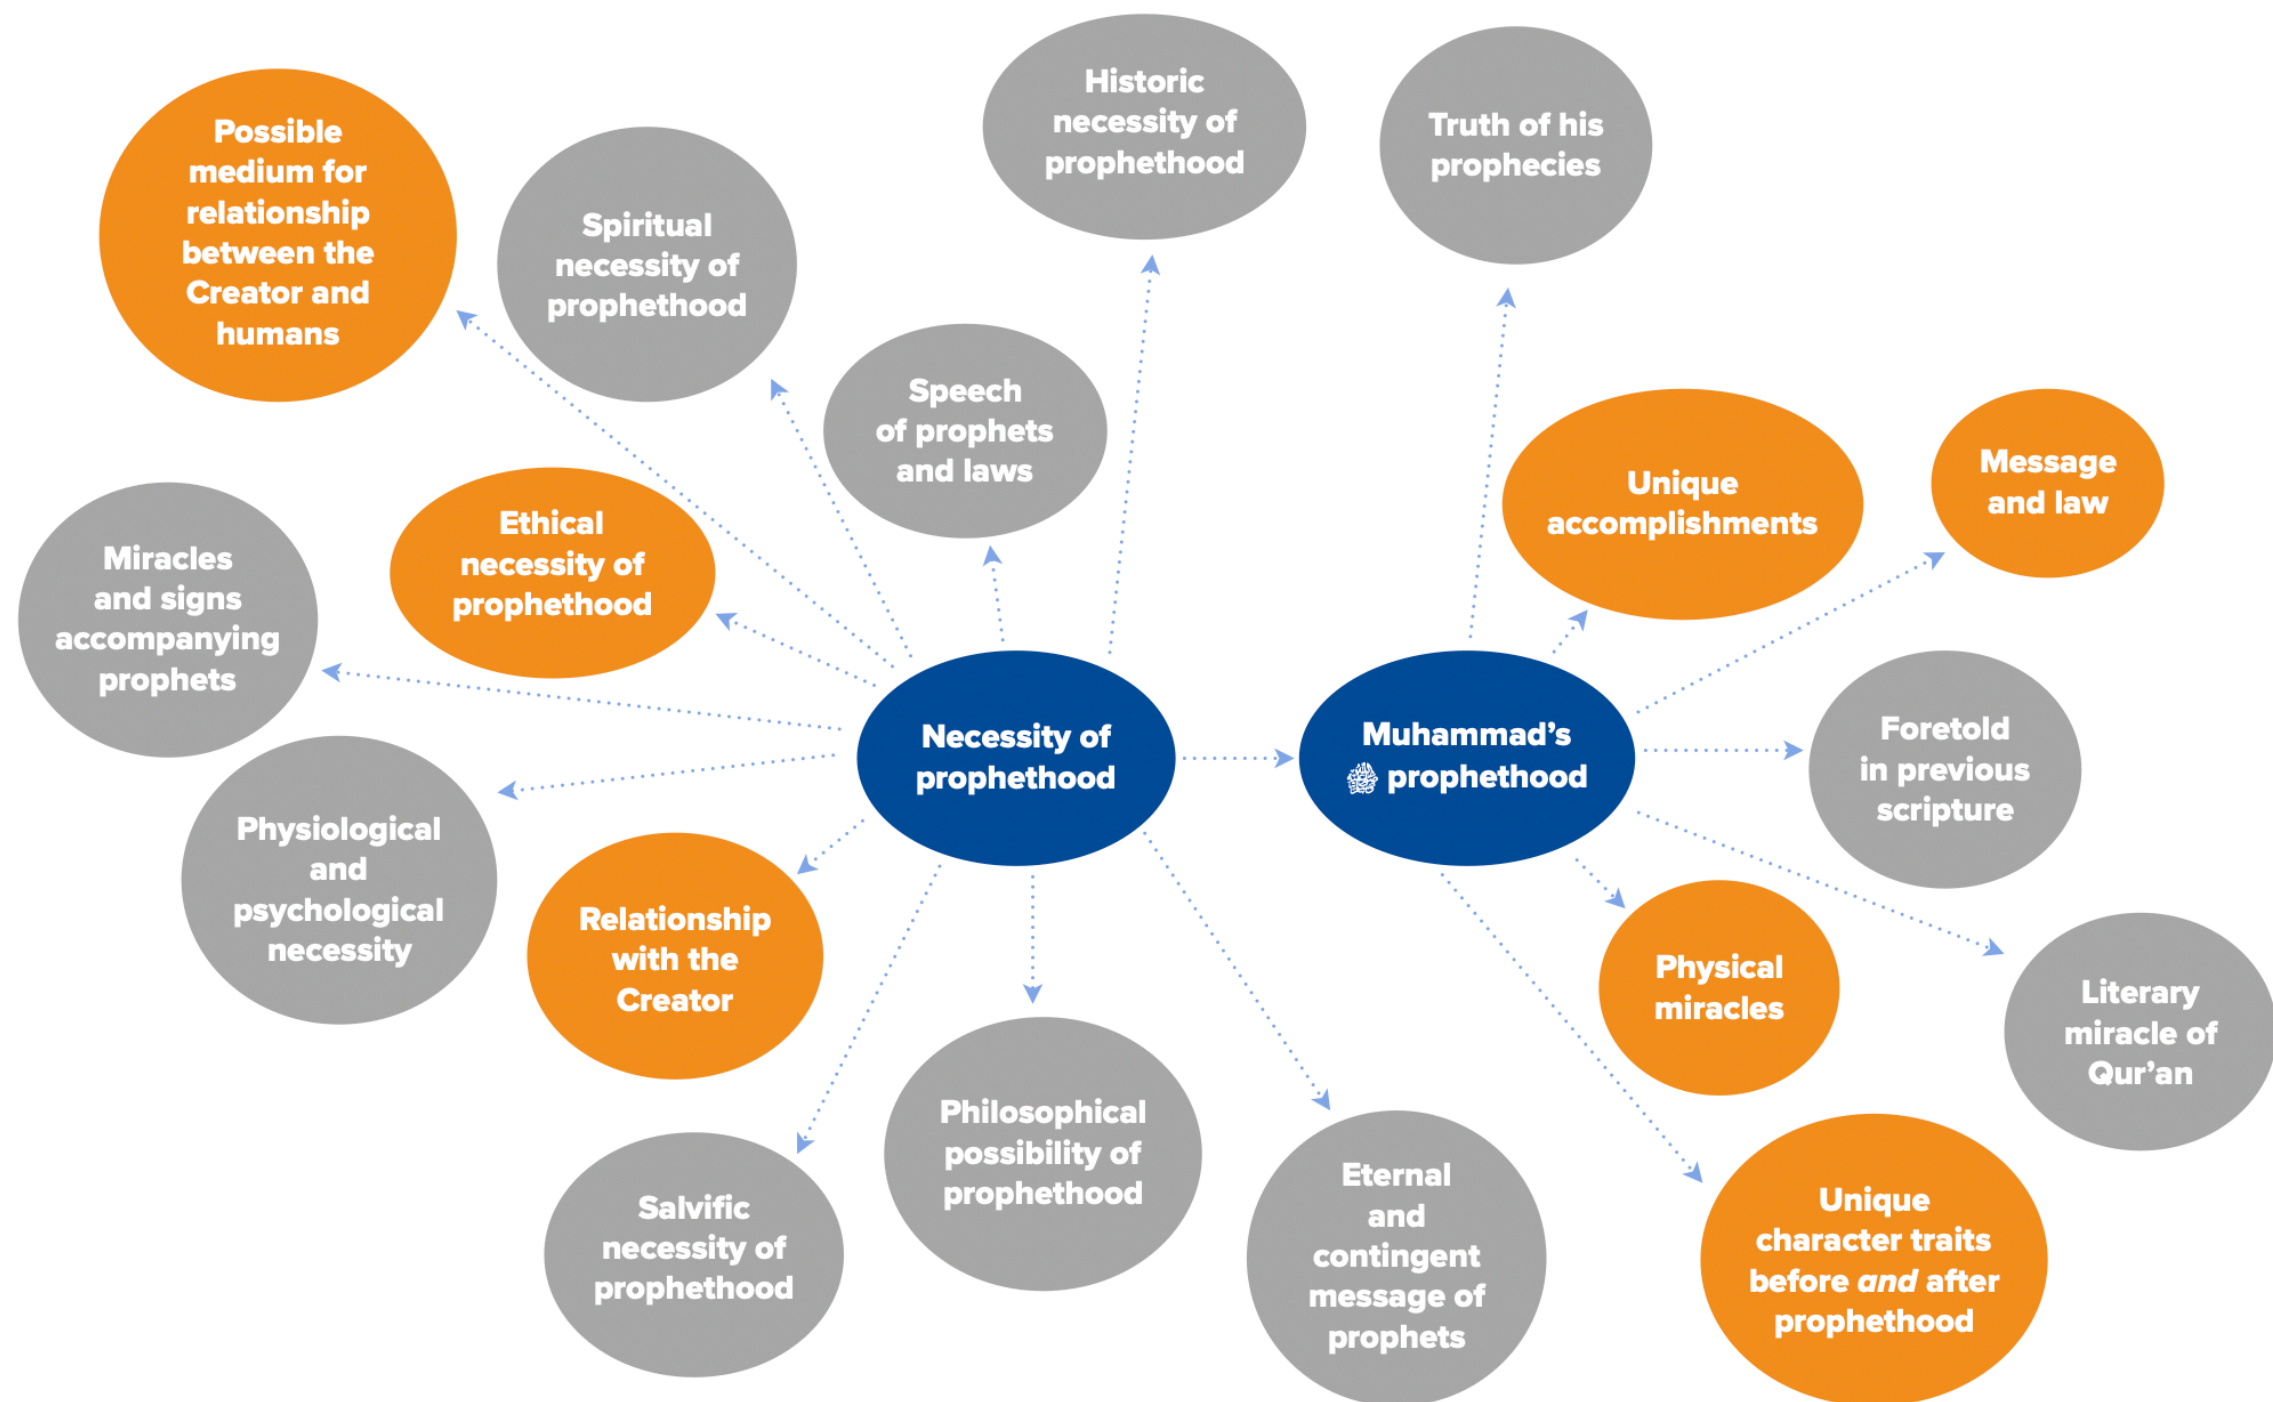 Historic
necessity of
prophethood
Truth of his
prophecies
Possible
medium for
relationship
between the
Creator and
humans
Spiritual
necessity of
prophethood
Speech
of prophets
and laws
Unique
accomplishments
Message
and law
Ethical
necessity of
prophethood
Miracles
and signs
accompanying
prophets
Necessity of
prophethood
Muhammad’s
ﷺ prophethood
Foretold
in previous
scripture
Physiological
and
psychological
necessity
Relationship
with the
Creator
Physical
miracles
Literary
miracle of
Qur’an
Salvific
necessity of
prophethood
Philosophical
possibility of
prophethood
Eternal
and
contingent
message of
prophets
Unique
character traits
before and after
prophethood